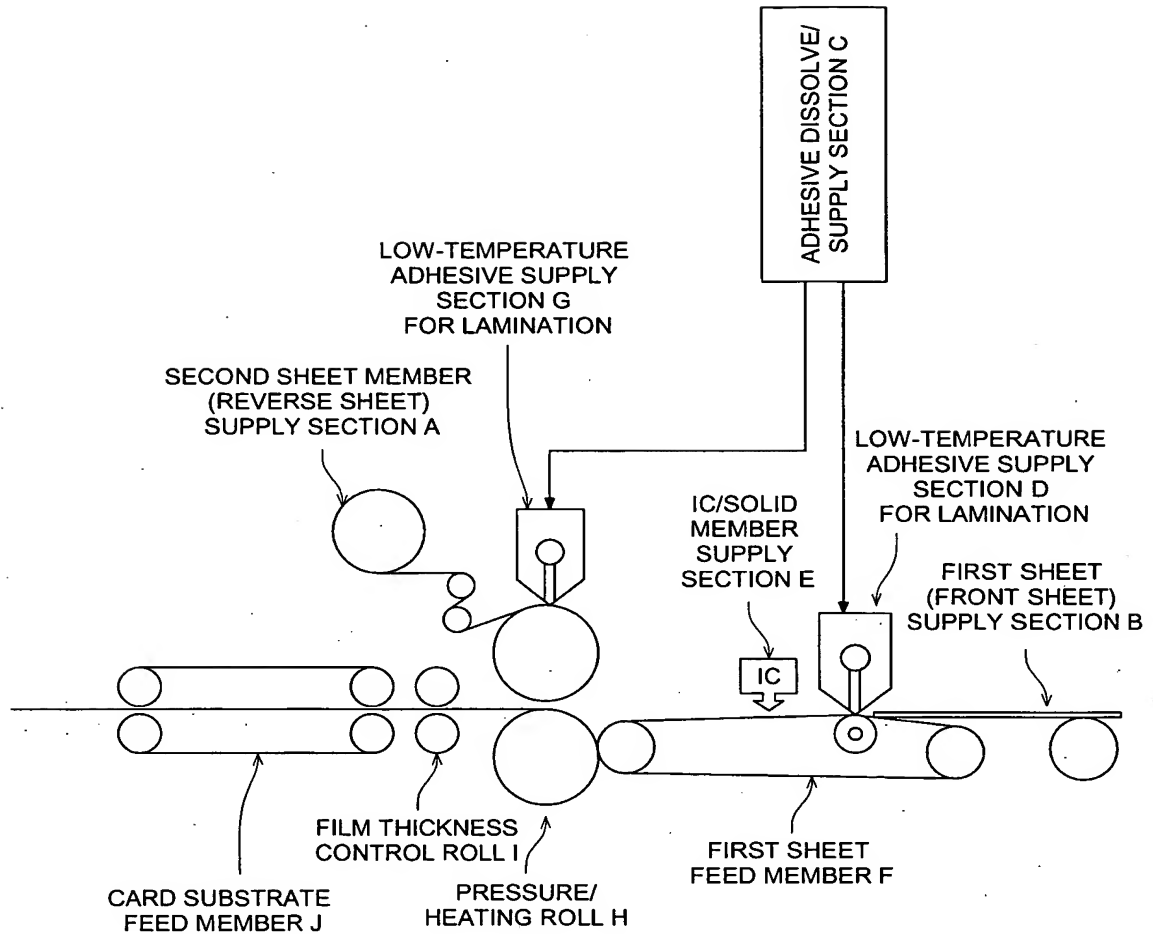 ADHESIVE DISSOLVE/
SUPPLY SECTION C
LOW-TEMPERATURE
ADHESIVE SUPPLY
SECTION G
FOR LAMINATION
SECOND SHEET MEMBER
(REVERSE SHEET)
SUPPLY SECTION A
LOW-TEMPERATURE
ADHESIVE SUPPLY
SECTION D
FOR LAMINATION
IC/SOLID
MEMBER
SUPPLY
SECTION E
FIRST SHEET
(FRONT SHEET)
SUPPLY SECTION B
IC
FILM THICKNESS
CONTROL ROLL I
FIRST SHEET
FEED MEMBER F
CARD SUBSTRATE
FEED MEMBER J
PRESSURE/
HEATING ROLL H